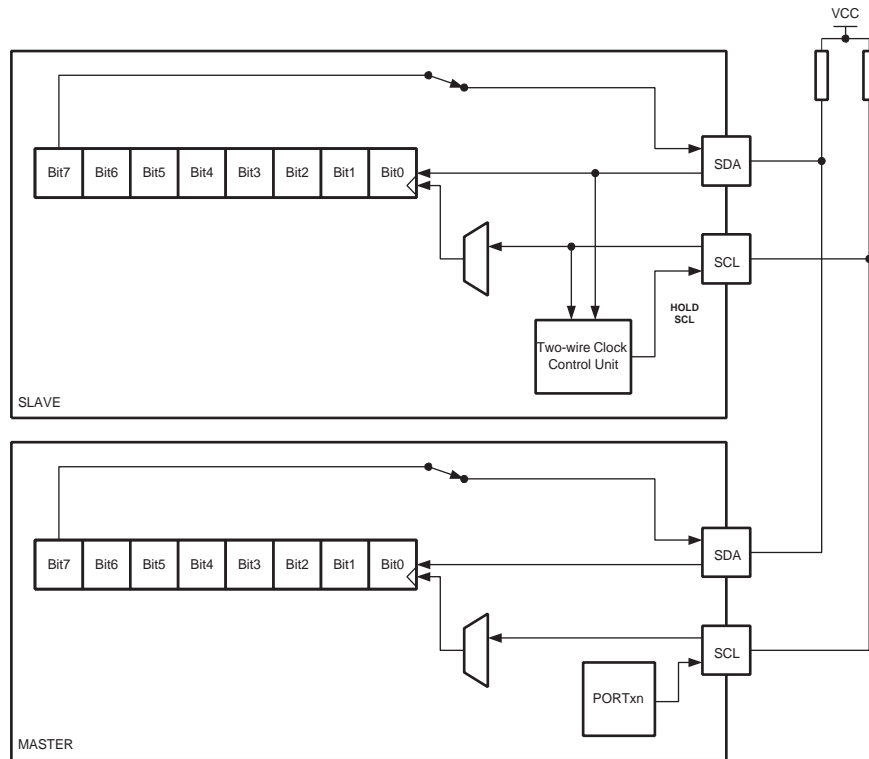 VCC
Bit7 Bit6 Bit5 Bit4 Bit3 Bit2 Bit1 Bit0
SDA
SCL
HOLD
SCL
Two-wire Clock
Control Unit
SLAVE
Bit7 Bit6 Bit5 Bit4 Bit3 Bit2 Bit1 Bit0
SDA
SCL
PORTxn
MASTER